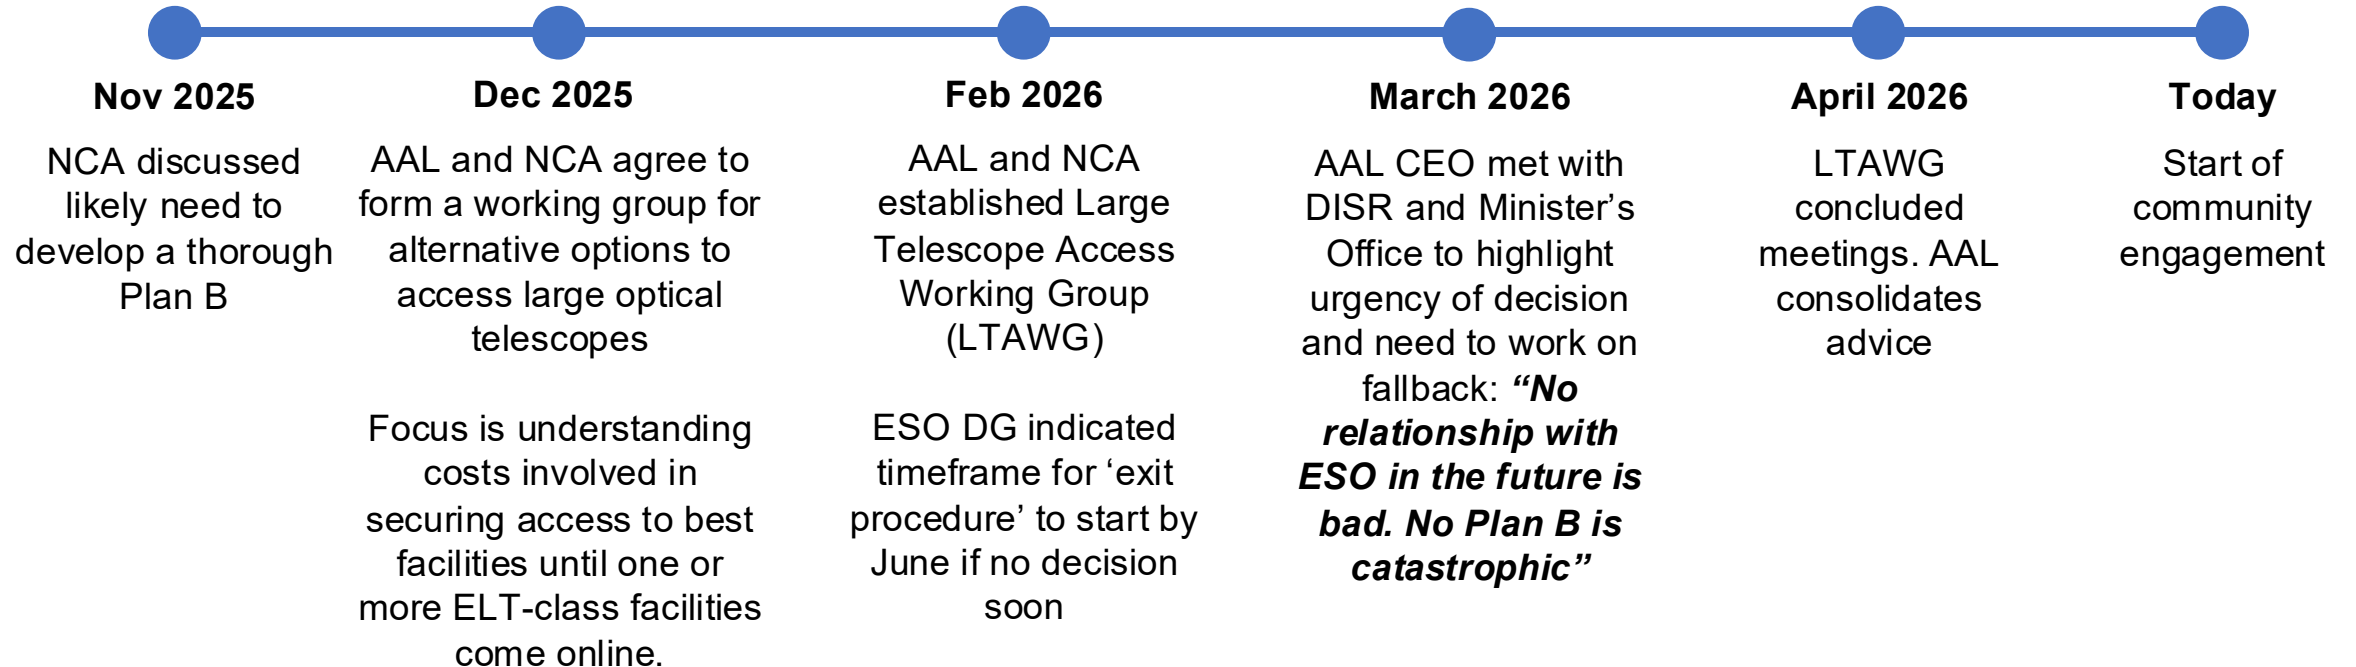 Nov 2025
NCA discussed
likely need to
develop a thorough
Plan B
Dec 2025
AAL and NCA agree to
form a working group for
alternative options to
access large optical
telescopes
Focus is understanding
costs involved in
securing access to best
facilities until one or
more ELT-class facilities
come online.
Feb 2026
AAL and NCA
established Large
Telescope Access
Working Group
(LTAWG)
ESO DG indicated
timeframe for ‘exit
procedure’ to start by
June if no decision
soon
March 2026
AAL CEO met with
DISR and Minister’s
Office to highlight
urgency of decision
and need to work on
fallback: “No
relationship with
ESO in the future is
bad. No Plan B is
catastrophic”
April 2026
LTAWG
concluded
meetings. AAL
consolidates
advice
Today
Start of
community
engagement